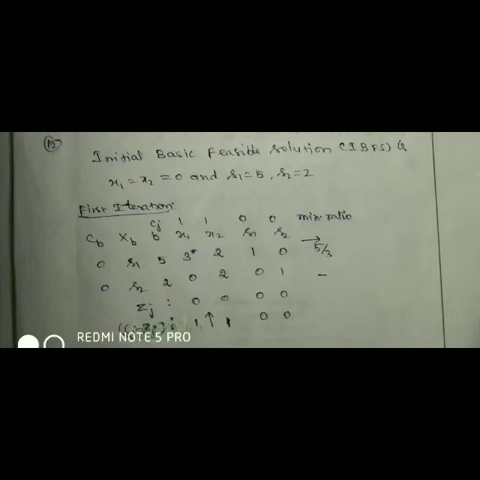 Initial Basic Feasible solution (IBFS) is
x₁ = x₂ = 0 and s₁ = 5, s₂ = 2
First Iteration:
Cj 1 1 0 0 min ratio
Cb Xb b x₁ x₂ s₁ s₂ →
0 s₁ 5 3* 2 1 0 5/3
0 s₂ 2 0 2 0 1 –
Zj : 0 0 0 0
(Cj-Zj) : 1 ↑ 1 0 0
REDMI NOTE 5 PRO